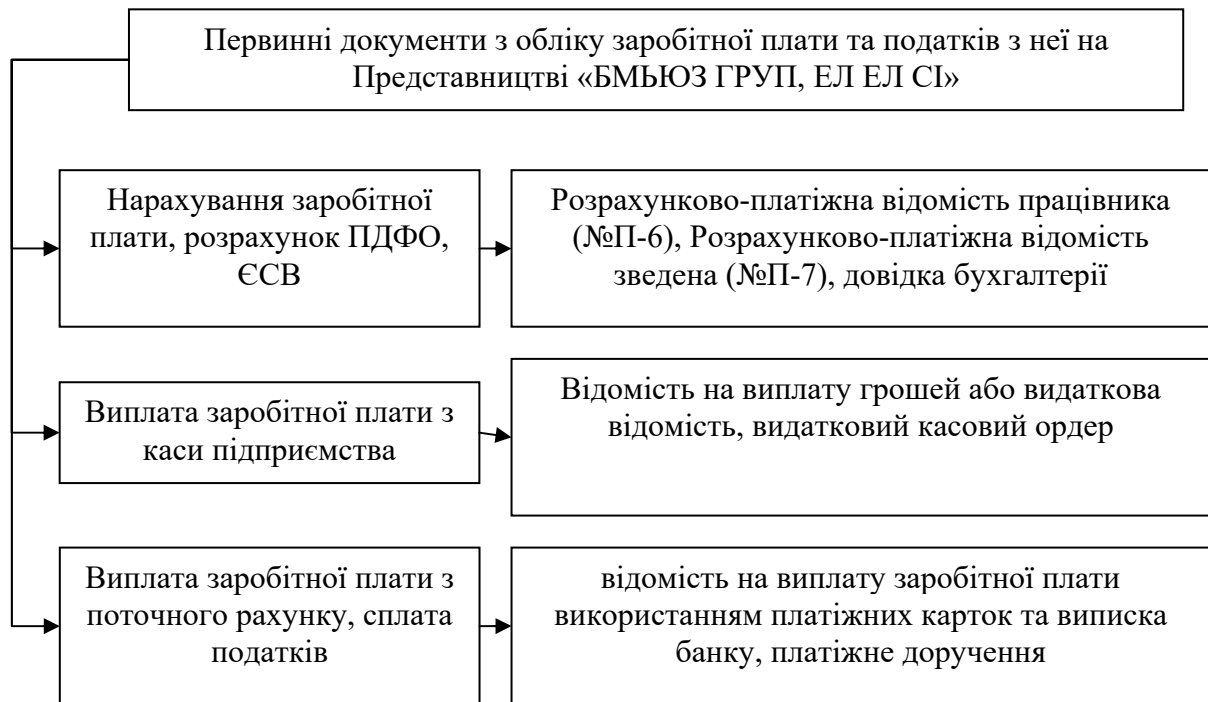 Первинні документи з обліку заробітної плати та податків з неї на
Представництві «БМЬЮЗ ГРУП, ЕЛ ЕЛ СІ»
Нарахування заробітної
плати, розрахунок ПДФО,
ЄСВ
Розрахунково-платіжна відомість працівника
(№П-6), Розрахунково-платіжна відомість
зведена (№П-7), довідка бухгалтерії
Виплата заробітної плати з
каси підприємства
Відомість на виплату грошей або видаткова
відомість, видатковий касовий ордер
Виплата заробітної плати з
поточного рахунку, сплата
податків
відомість на виплату заробітної плати
використанням платіжних карток та виписка
банку, платіжне доручення